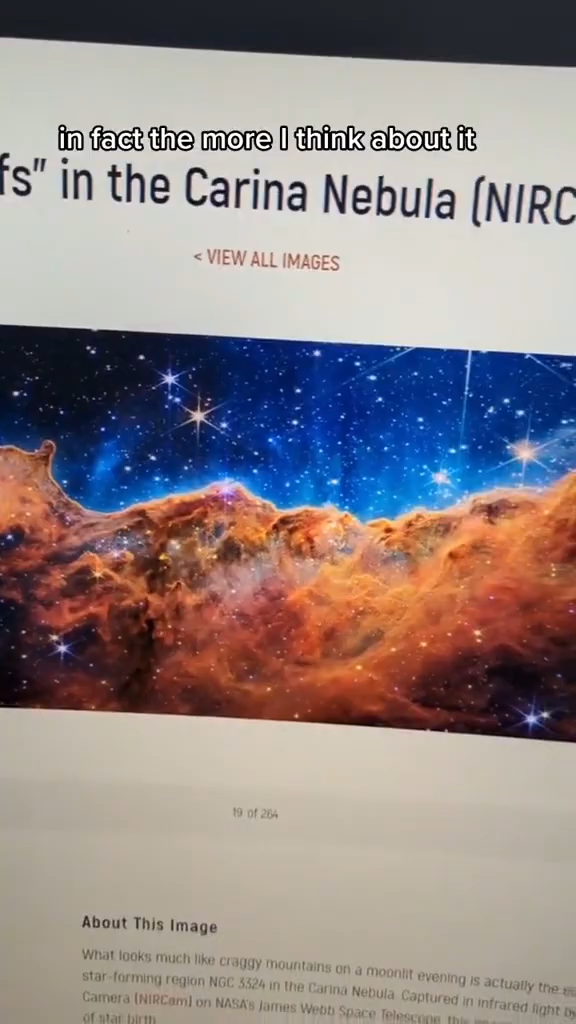 in fact the more I think about it
fs" in the Carina Nebula (NIRC
< VIEW ALL IMAGES
19 of 264
About This Image
What looks much like craggy mountains on a moonlit evening is actually the
star-forming region NGC 3324 in the Carina Nebula. Captured in infrared light by
Camera (NIRCam) on NASA's James Webb Space Telescope, this
of star birth